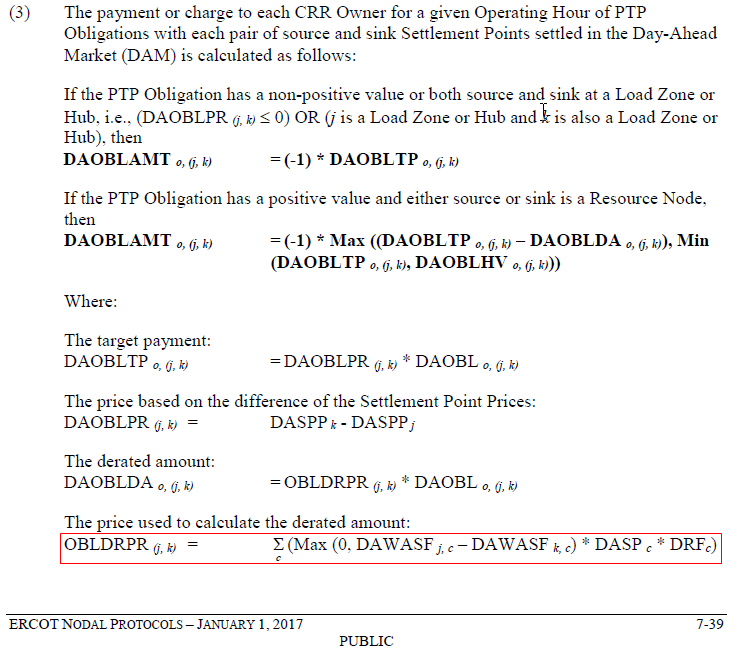 (3) The payment or charge to each CRR Owner for a given Operating Hour of PTP
Obligations with each pair of source and sink Settlement Points settled in the Day-Ahead
Market (DAM) is calculated as follows:
If the PTP Obligation has a non-positive value or both source and sink at a Load Zone or
Hub, i.e., (DAOBLPR (j, k) ≤ 0) OR (j is a Load Zone or Hub and k is also a Load Zone or
Hub), then
DAOBLAMT o, (j, k) = (-1) * DAOBLTP o, (j, k)
If the PTP Obligation has a positive value and either source or sink is a Resource Node,
then
DAOBLAMT o, (j, k) = (-1) * Max ((DAOBLTP o, (j, k) – DAOBLDA o, (j, k)), Min
(DAOBLTP o, (j, k), DAOBLHV o, (j, k)))
Where:
The target payment:
DAOBLTP o, (j, k) = DAOBLPR (j, k) * DAOBL o, (j, k)
The price based on the difference of the Settlement Point Prices:
DAOBLPR (j, k) = DASPP k - DASPP j
The derated amount:
DAOBLDA o, (j, k) = OBLDRPR (j, k) * DAOBL o, (j, k)
The price used to calculate the derated amount:
OBLDRPR (j, k) = Σ c (Max (0, DAWASF j, c – DAWASF k, c) * DASP c * DRF c)
ERCOT NODAL PROTOCOLS – JANUARY 1, 2017 7-39
PUBLIC